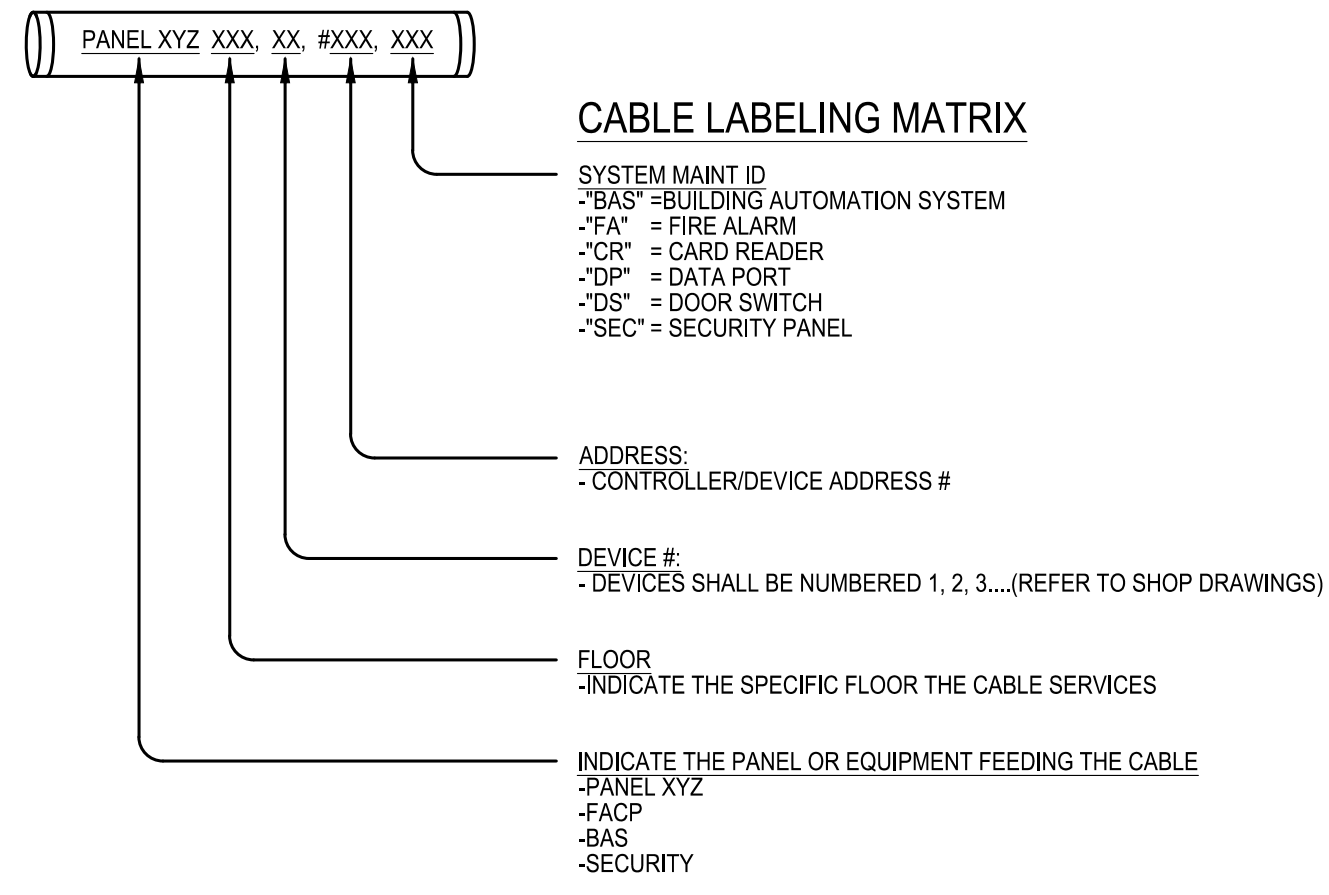 PANEL XYZ XXX, XX, #XXX, XXX
CABLE LABELING MATRIX
SYSTEM MAINT ID
-"BAS" =BUILDING AUTOMATION SYSTEM
-"FA" = FIRE ALARM
-"CR" = CARD READER
-"DP" = DATA PORT
-"DS" = DOOR SWITCH
-"SEC" = SECURITY PANEL
ADDRESS:
- CONTROLLER/DEVICE ADDRESS #
DEVICE #:
- DEVICES SHALL BE NUMBERED 1, 2, 3....(REFER TO SHOP DRAWINGS)
FLOOR
-INDICATE THE SPECIFIC FLOOR THE CABLE SERVICES
INDICATE THE PANEL OR EQUIPMENT FEEDING THE CABLE
-PANEL XYZ
-FACP
-BAS
-SECURITY